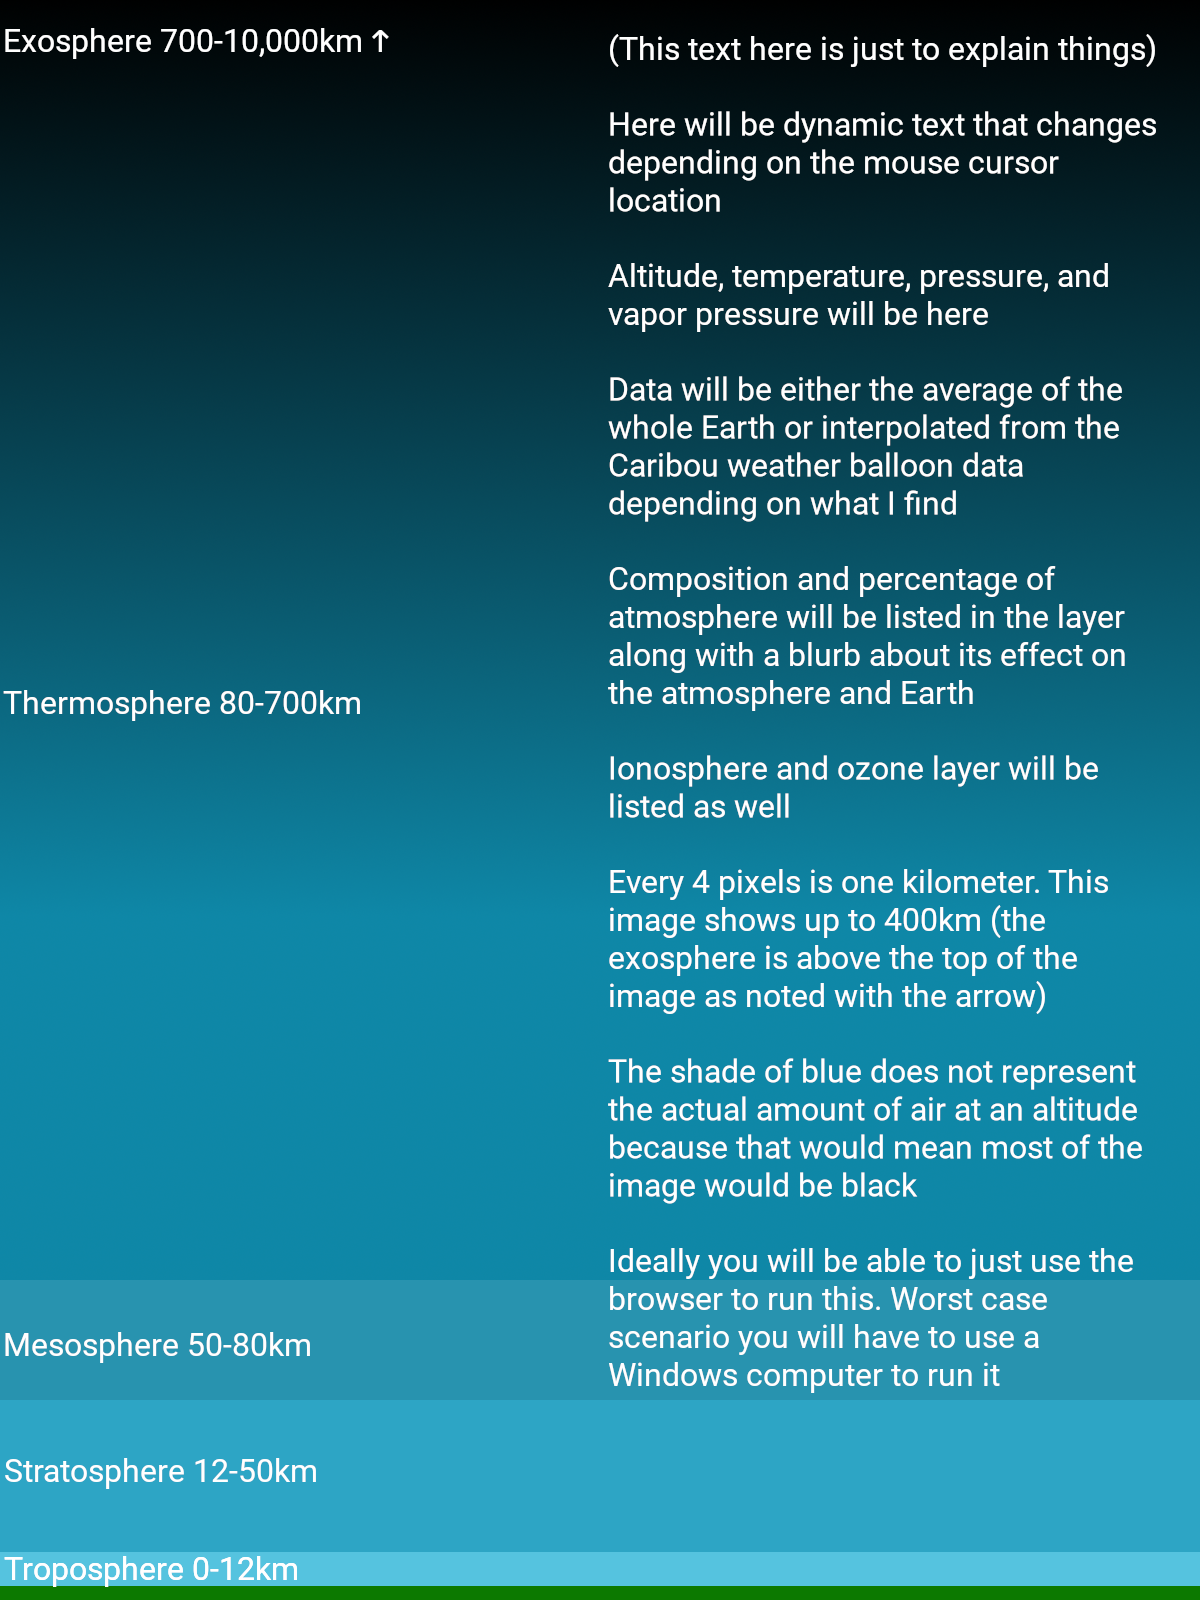 Exosphere 700-10,000km ↑
(This text here is just to explain things)
Here will be dynamic text that changes
depending on the mouse cursor
location
Altitude, temperature, pressure, and
vapor pressure will be here
Data will be either the average of the
whole Earth or interpolated from the
Caribou weather balloon data
depending on what I find
Composition and percentage of
atmosphere will be listed in the layer
along with a blurb about its effect on
the atmosphere and Earth
Thermosphere 80-700km
Ionosphere and ozone layer will be
listed as well
Every 4 pixels is one kilometer. This
image shows up to 400km (the
exosphere is above the top of the
image as noted with the arrow)
The shade of blue does not represent
the actual amount of air at an altitude
because that would mean most of the
image would be black
Ideally you will be able to just use the
browser to run this. Worst case
scenario you will have to use a
Windows computer to run it
Mesosphere 50-80km
Stratosphere 12-50km
Troposphere 0-12km